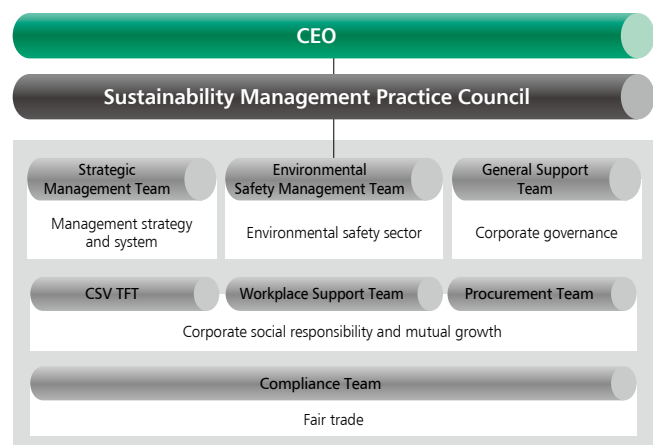 CEO
Sustainability Management Practice Council
Strategic
Management Team
Management strategy
and system
Environmental
Safety Management Team
Environmental safety sector
General Support
Team
Corporate governance
CSV TFT
Workplace Support Team
Procurement Team
Corporate social responsibility and mutual growth
Compliance Team
Fair trade